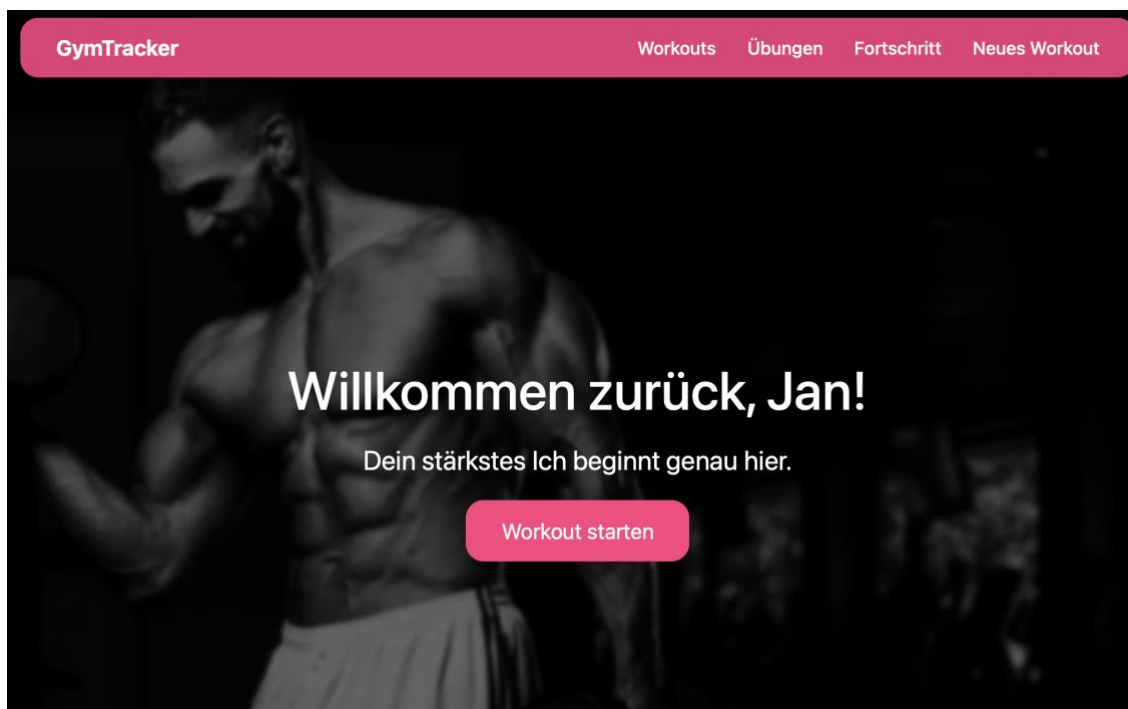 GymTracker Workouts Übungen Fortschritt Neues Workout
Willkommen zurück, Jan!
Dein stärkstes Ich beginnt genau hier.
Workout starten